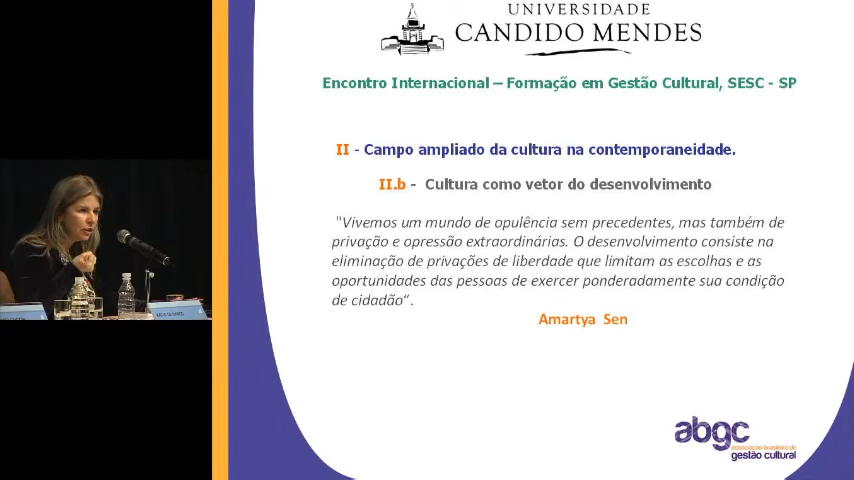 UNIVERSIDADE
CANDIDO MENDES
Encontro Internacional – Formação em Gestão Cultural, SESC - SP
II - Campo ampliado da cultura na contemporaneidade.
II.b - Cultura como vetor do desenvolvimento
"Vivemos um mundo de opulência sem precedentes, mas também de
privação e opressão extraordinárias. O desenvolvimento consiste na
eliminação de privações de liberdade que limitam as escolhas e as
oportunidades das pessoas de exercer ponderadamente sua condição
de cidadão“.
Amartya Sen
abgc
associação brasileira de
gestão cultural